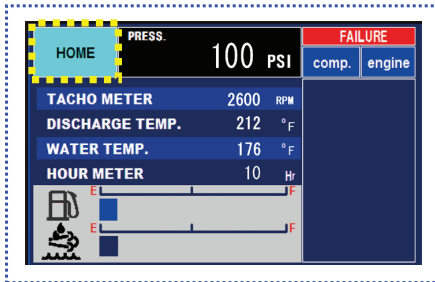 HOME
PRESS.
100 PSI
FAILURE
comp. engine
TACHO METER 2600 RPM
DISCHARGE TEMP. 212 °F
WATER TEMP. 176 °F
HOUR METER 10 Hr
E F
E F